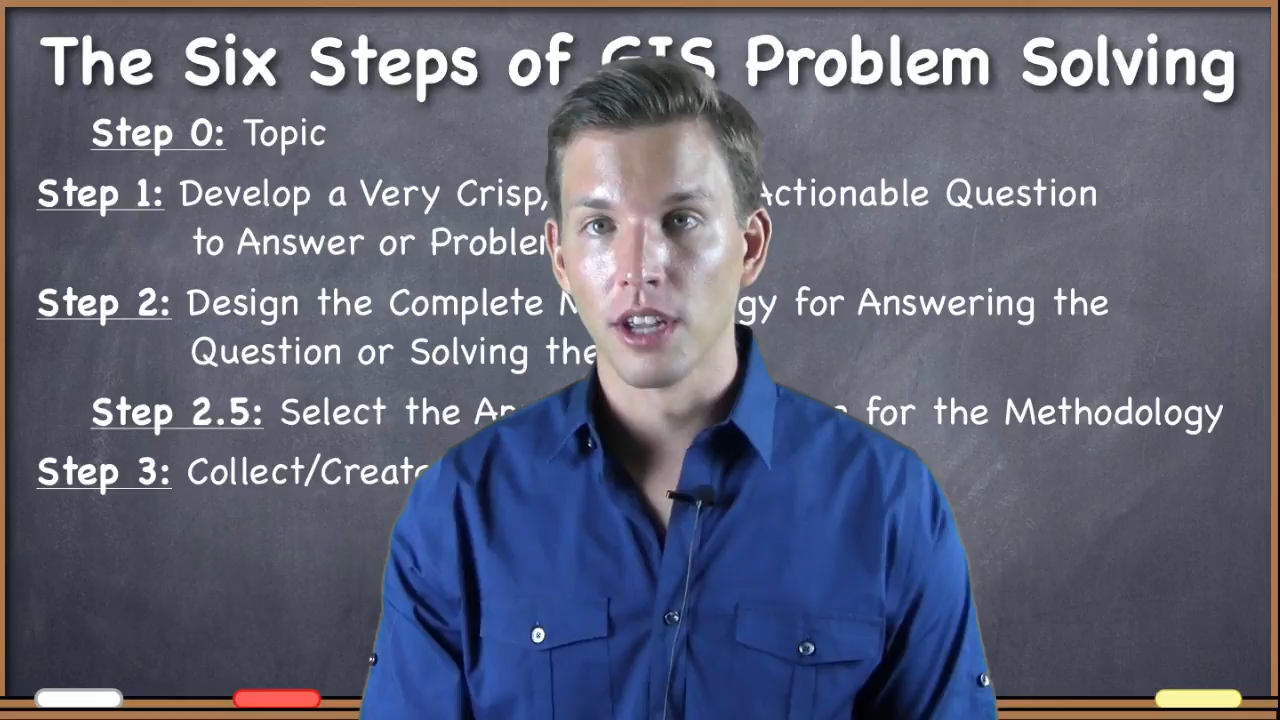 The Six Steps of GIS Problem Solving
Step 0: Topic
Step 1: Develop a Very Crisp, Actionable Question
to Answer or
Step 2: Design the Complete for Answering the
Question or Solving the
Step 2.5: Select the for the Methodology
Step 3: